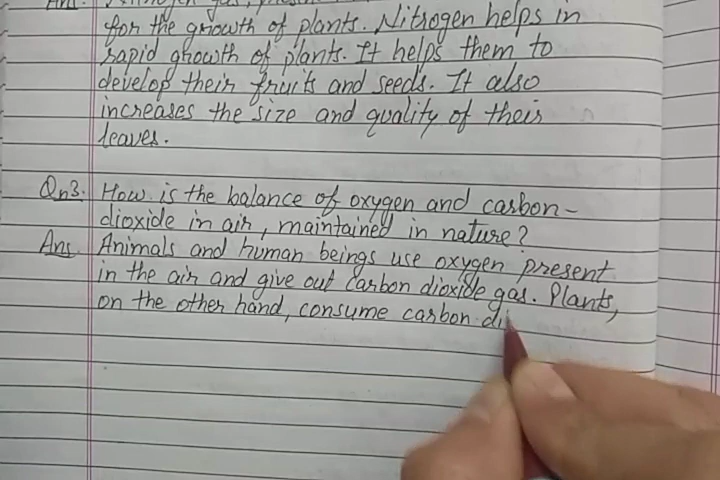 for the growth of plants. Nitrogen helps in
rapid growth of plants. It helps them to
develop their fruits and seeds. It also
increases the size and quality of their
leaves.
Qn3. How is the balance of oxygen and carbon-
dioxide in air, maintained in nature?
Ans. Animals and human beings use oxygen present
in the air and give out carbon dioxide gas. Plants,
on the other hand, consume carbon di